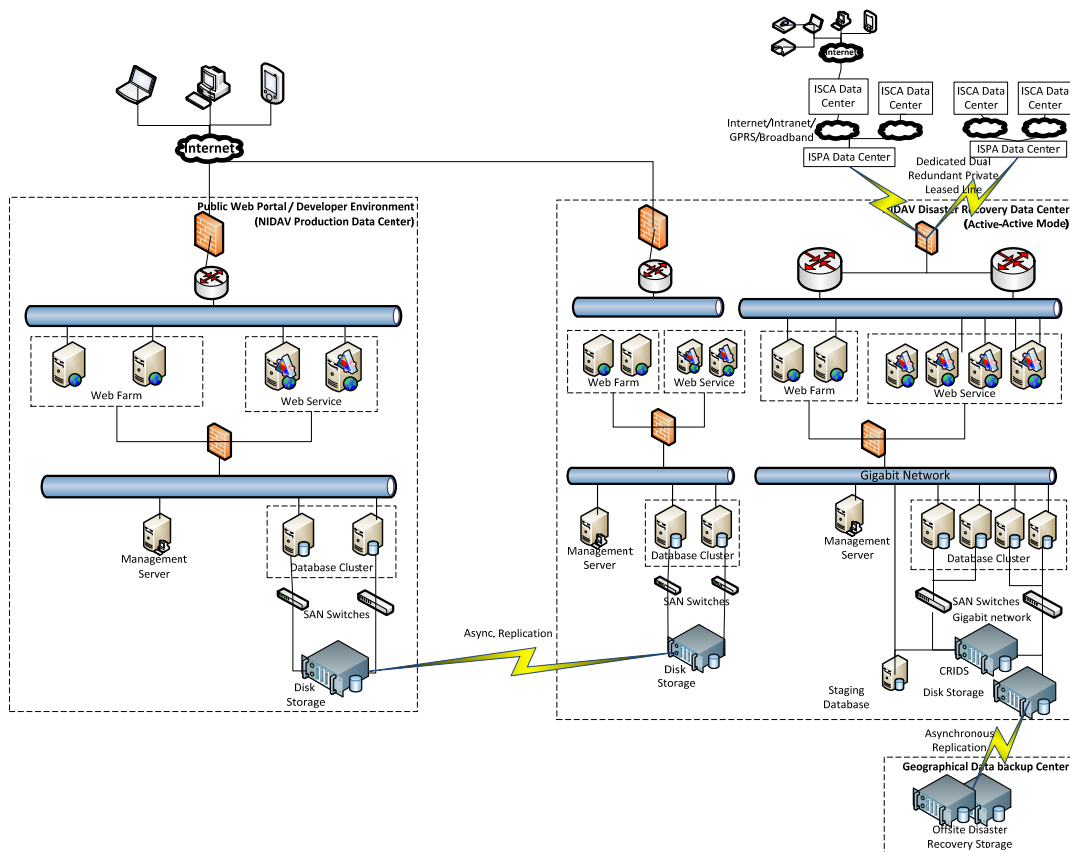 Internet
Internet
ISCA Data
Center
ISCA Data
Center
ISCA Data
Center
ISCA Data
Center
Internet/Intranet/
GPRS/Broadband
ISPA Data Center
ISPA Data Center
Dedicated Dual
Redundant Private
Leased Line
Public Web Portal / Developer Environment
(NIDAV Production Data Center)
NIDAV Disaster Recovery Data Center
(Active-Active Mode)
Web Farm
Web Service
Web Farm
Web Service
Web Farm
Web Service
Gigabit Network
Management
Server
Database Cluster
Management
Server
Database Cluster
Management
Server
Database Cluster
SAN Switches
SAN Switches
SAN Switches
Gigabit network
Async. Replication
Disk
Storage
Disk
Storage
Staging
Database
CRIDS
Disk Storage
Asynchronous
Replication
Geographical Data backup Center
Offsite Disaster
Recovery Storage